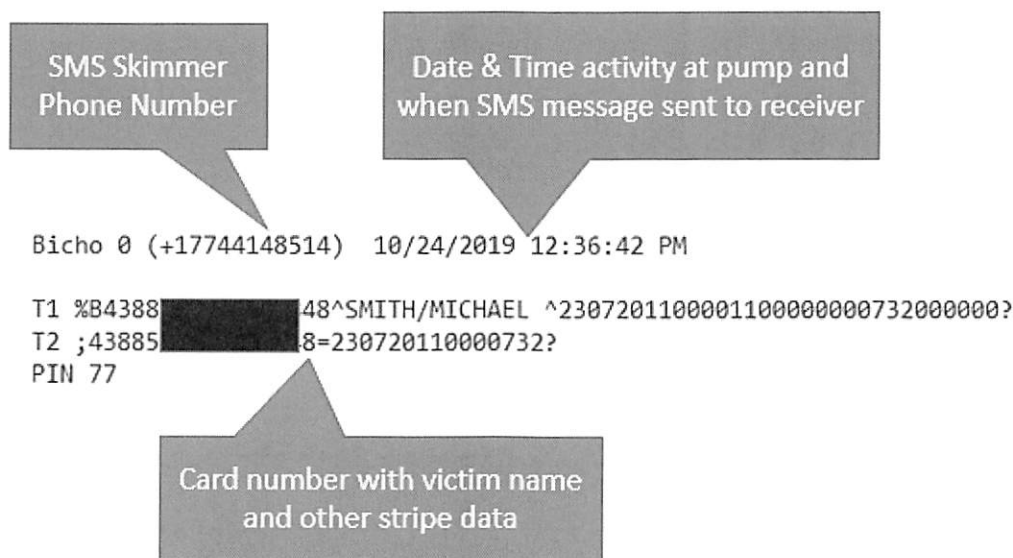 SMS Skimmer
Phone Number
Date & Time activity at pump and
when SMS message sent to receiver
Bicho 0 (+17744148514) 10/24/2019 12:36:42 PM
T1 %B4388 48^SMITH/MICHAEL ^2307201100001100000000732000000?
T2 ;43885 8=230720110000732?
PIN 77
Card number with victim name
and other stripe data